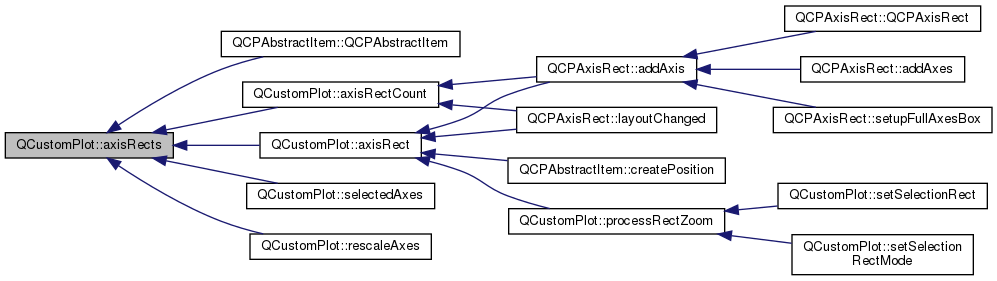 QCustomPlot::axisRects
QCPAbstractItem::QCPAbstractItem
QCustomPlot::axisRectCount
QCustomPlot::axisRect
QCustomPlot::selectedAxes
QCustomPlot::rescaleAxes
QCPAxisRect::addAxis
QCPAxisRect::layoutChanged
QCPAbstractItem::createPosition
QCustomPlot::processRectZoom
QCPAxisRect::QCPAxisRect
QCPAxisRect::addAxes
QCPAxisRect::setupFullAxesBox
QCustomPlot::setSelectionRect
QCustomPlot::setSelection
RectMode